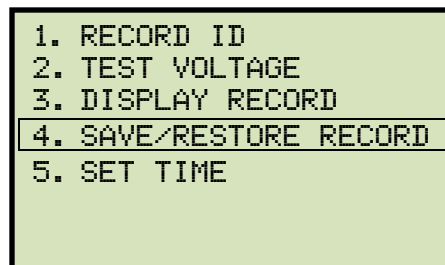 1. RECORD ID
2. TEST VOLTAGE
3. DISPLAY RECORD
4. SAVE/RESTORE RECORD
5. SET TIME